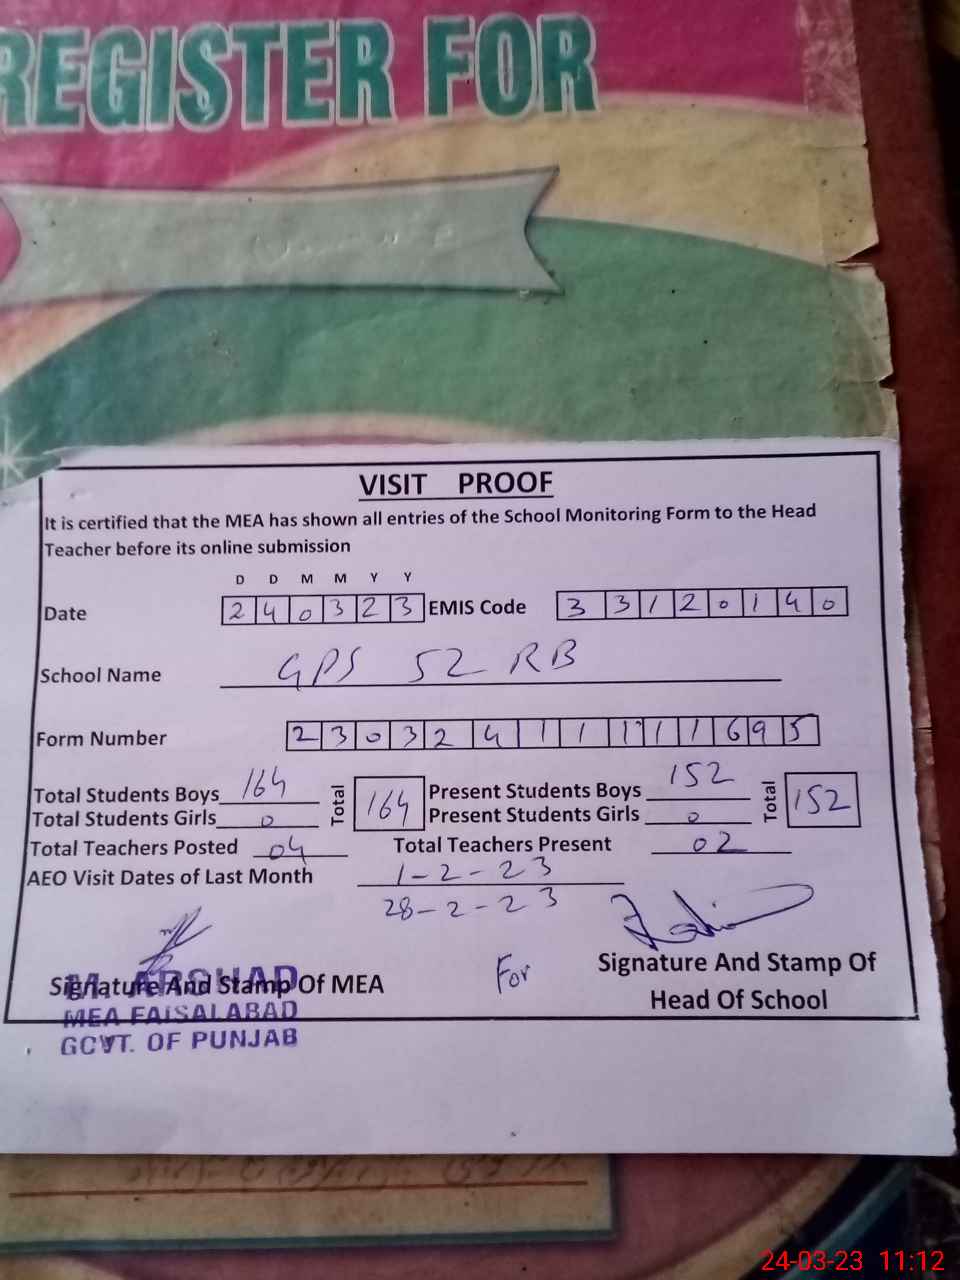 REGISTER FOR
VISIT PROOF
It is certified that the MEA has shown all entries of the School Monitoring Form to the Head
Teacher before its online submission
D D M M Y Y
Date 2 4 0 3 2 3 EMIS Code 3 3 1 2 0 1 4 0
School Name GPS 52 RB
Form Number 2 3 0 3 2 4 1 1 1 1 1 6 9 5
Total Students Boys 164 Total 164 Present Students Boys 152 Total 152
Total Students Girls 0 Present Students Girls 0
Total Teachers Posted 04 Total Teachers Present 02
AEO Visit Dates of Last Month 1-2-23
28-2-23
Signature And Stamp Of MEA For Signature And Stamp Of
Head Of School
M. ARSHAD
MEA FAISALABAD
GOVT. OF PUNJAB
24-03-23 11:12